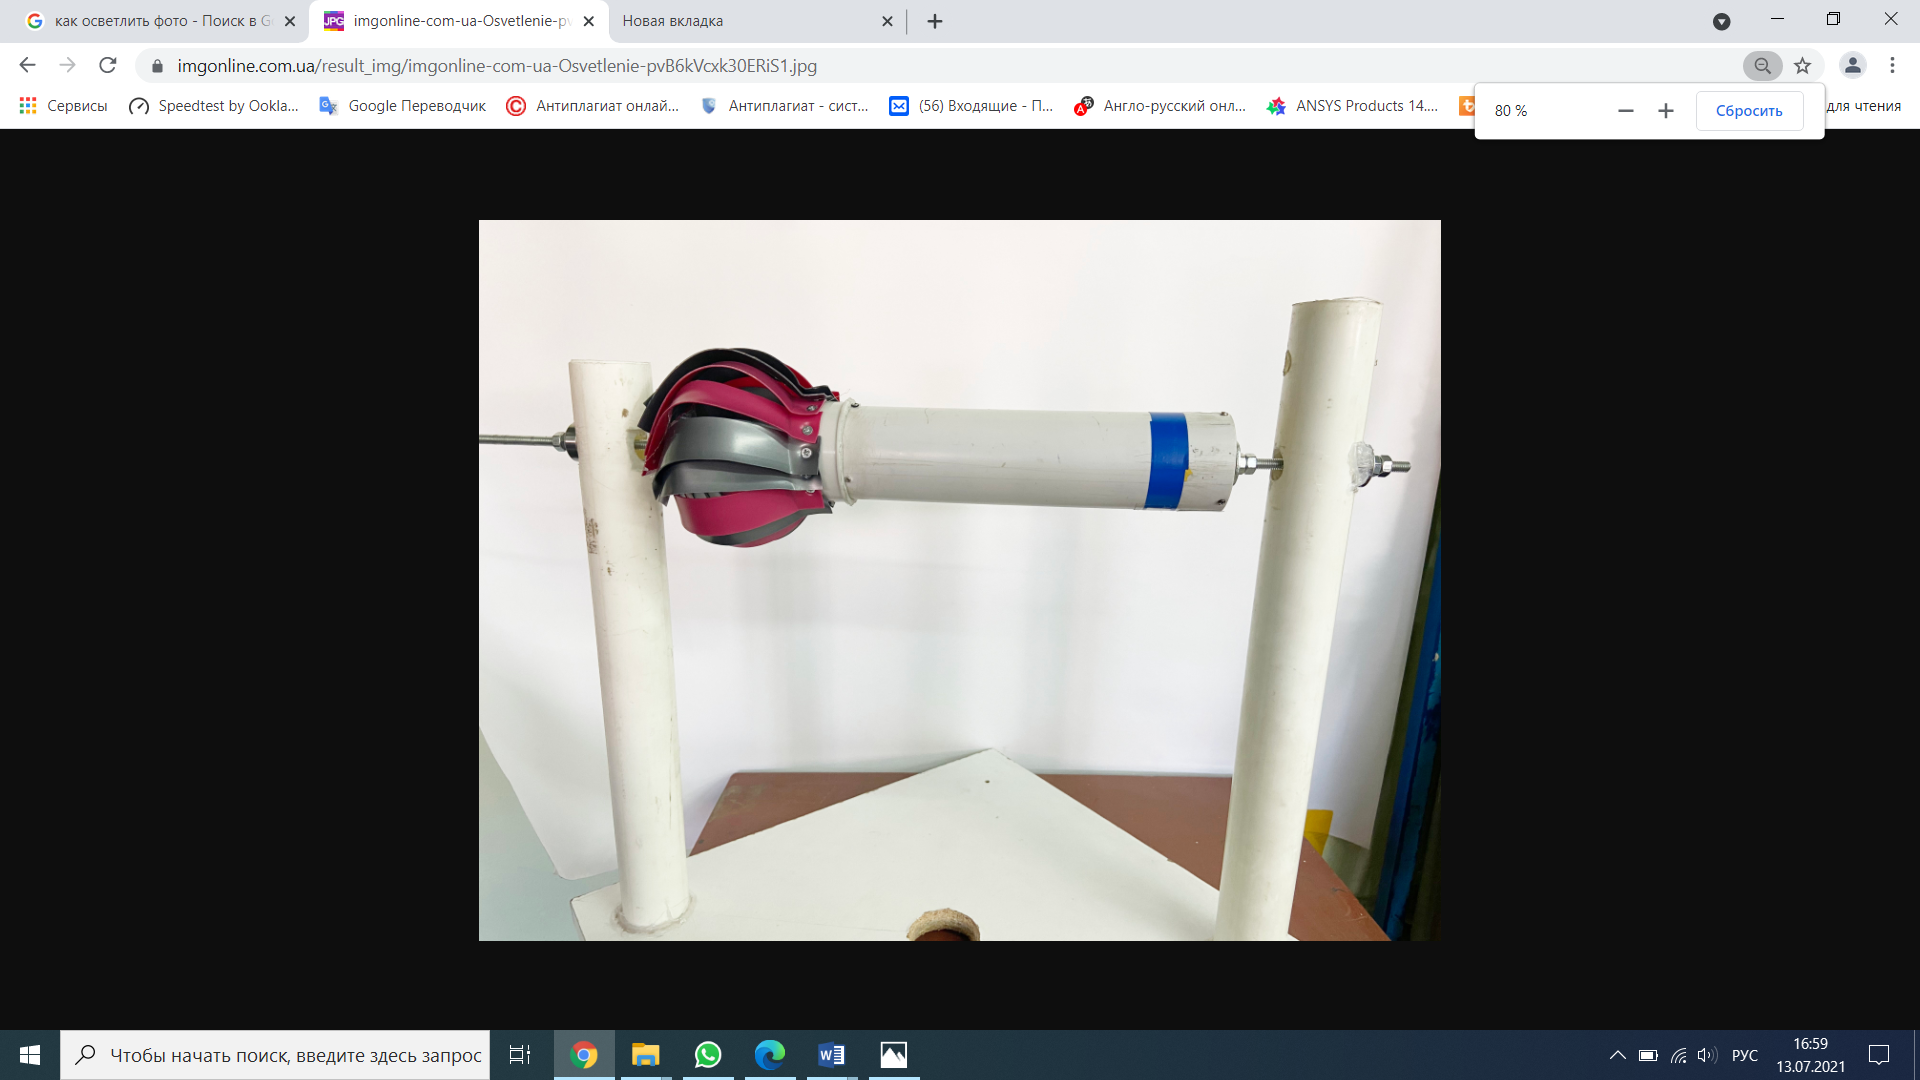 как осветлить фото - Поиск в G
imgonline-com-ua-Osvetlenie-pv
Новая вкладка
imgonline.com.ua/result_img/imgonline-com-ua-Osvetlenie-pvB6kVcxk30ERiS1.jpg
Сервисы
Speedtest by Ookla...
Google Переводчик
Антиплагиат онлай...
Антиплагиат - сист...
(56) Входящие - П...
Англо-русский онл...
ANSYS Products 14....
для чтения
80 %
Сбросить
Чтобы начать поиск, введите здесь запрос
РУС
16:59
13.07.2021